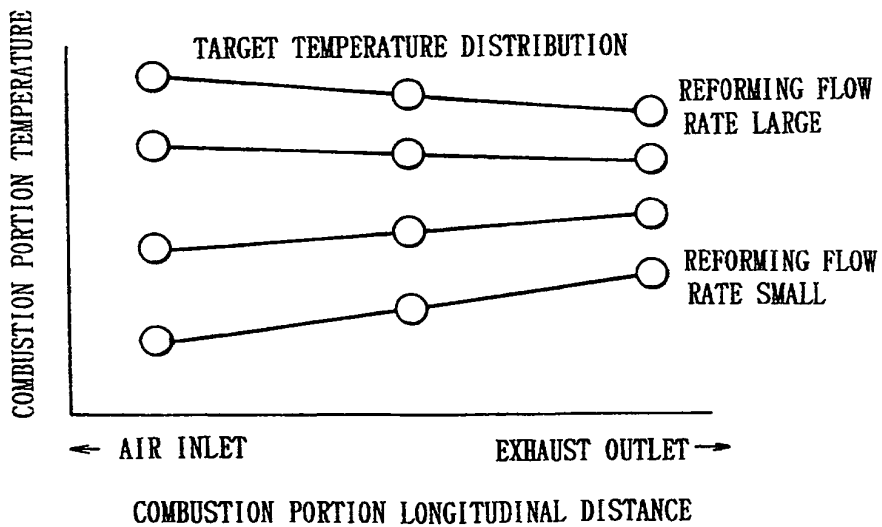 COMBUSTION PORTION TEMPERATURE
TARGET TEMPERATURE DISTRIBUTION
REFORMING FLOW
RATE LARGE
REFORMING FLOW
RATE SMALL
← AIR INLET
EXHAUST OUTLET→
COMBUSTION PORTION LONGITUDINAL DISTANCE